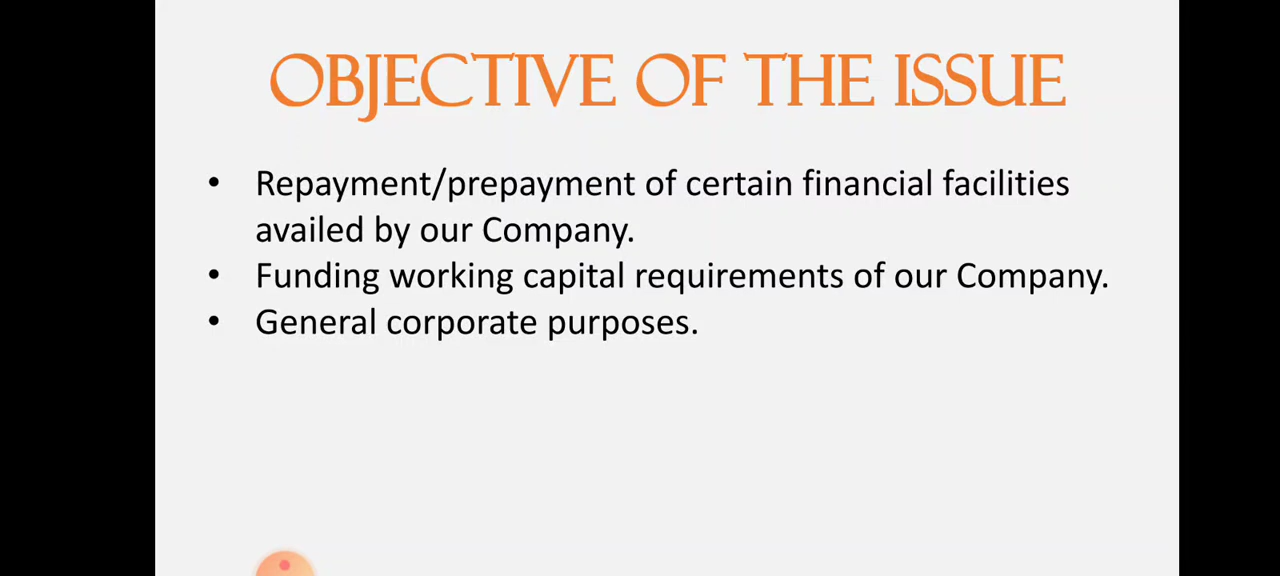 OBJECTIVE OF THE ISSUE
• Repayment/prepayment of certain financial facilities
availed by our Company.
• Funding working capital requirements of our Company.
• General corporate purposes.